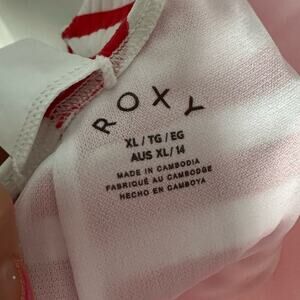 ROXY
XL / TG / EG
AUS XL / 14
MADE IN CAMBODIA
FABRIQUÉ AU CAMBODGE
HECHO EN CAMBOYA